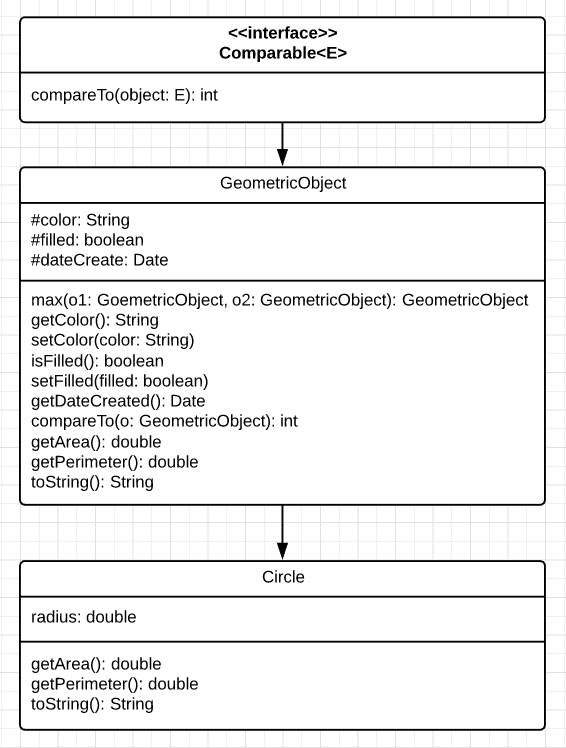 <<interface>>
Comparable<E>
compareTo(object: E): int
GeometricObject
#color: String
#filled: boolean
#dateCreate: Date
max(o1: GoemetricObject, o2: GeometricObject): GeometricObject
getColor(): String
setColor(color: String)
isFilled(): boolean
setFilled(filled: boolean)
getDateCreated(): Date
compareTo(o: GeometricObject): int
getArea(): double
getPerimeter(): double
toString(): String
Circle
radius: double
getArea(): double
getPerimeter(): double
toString(): String